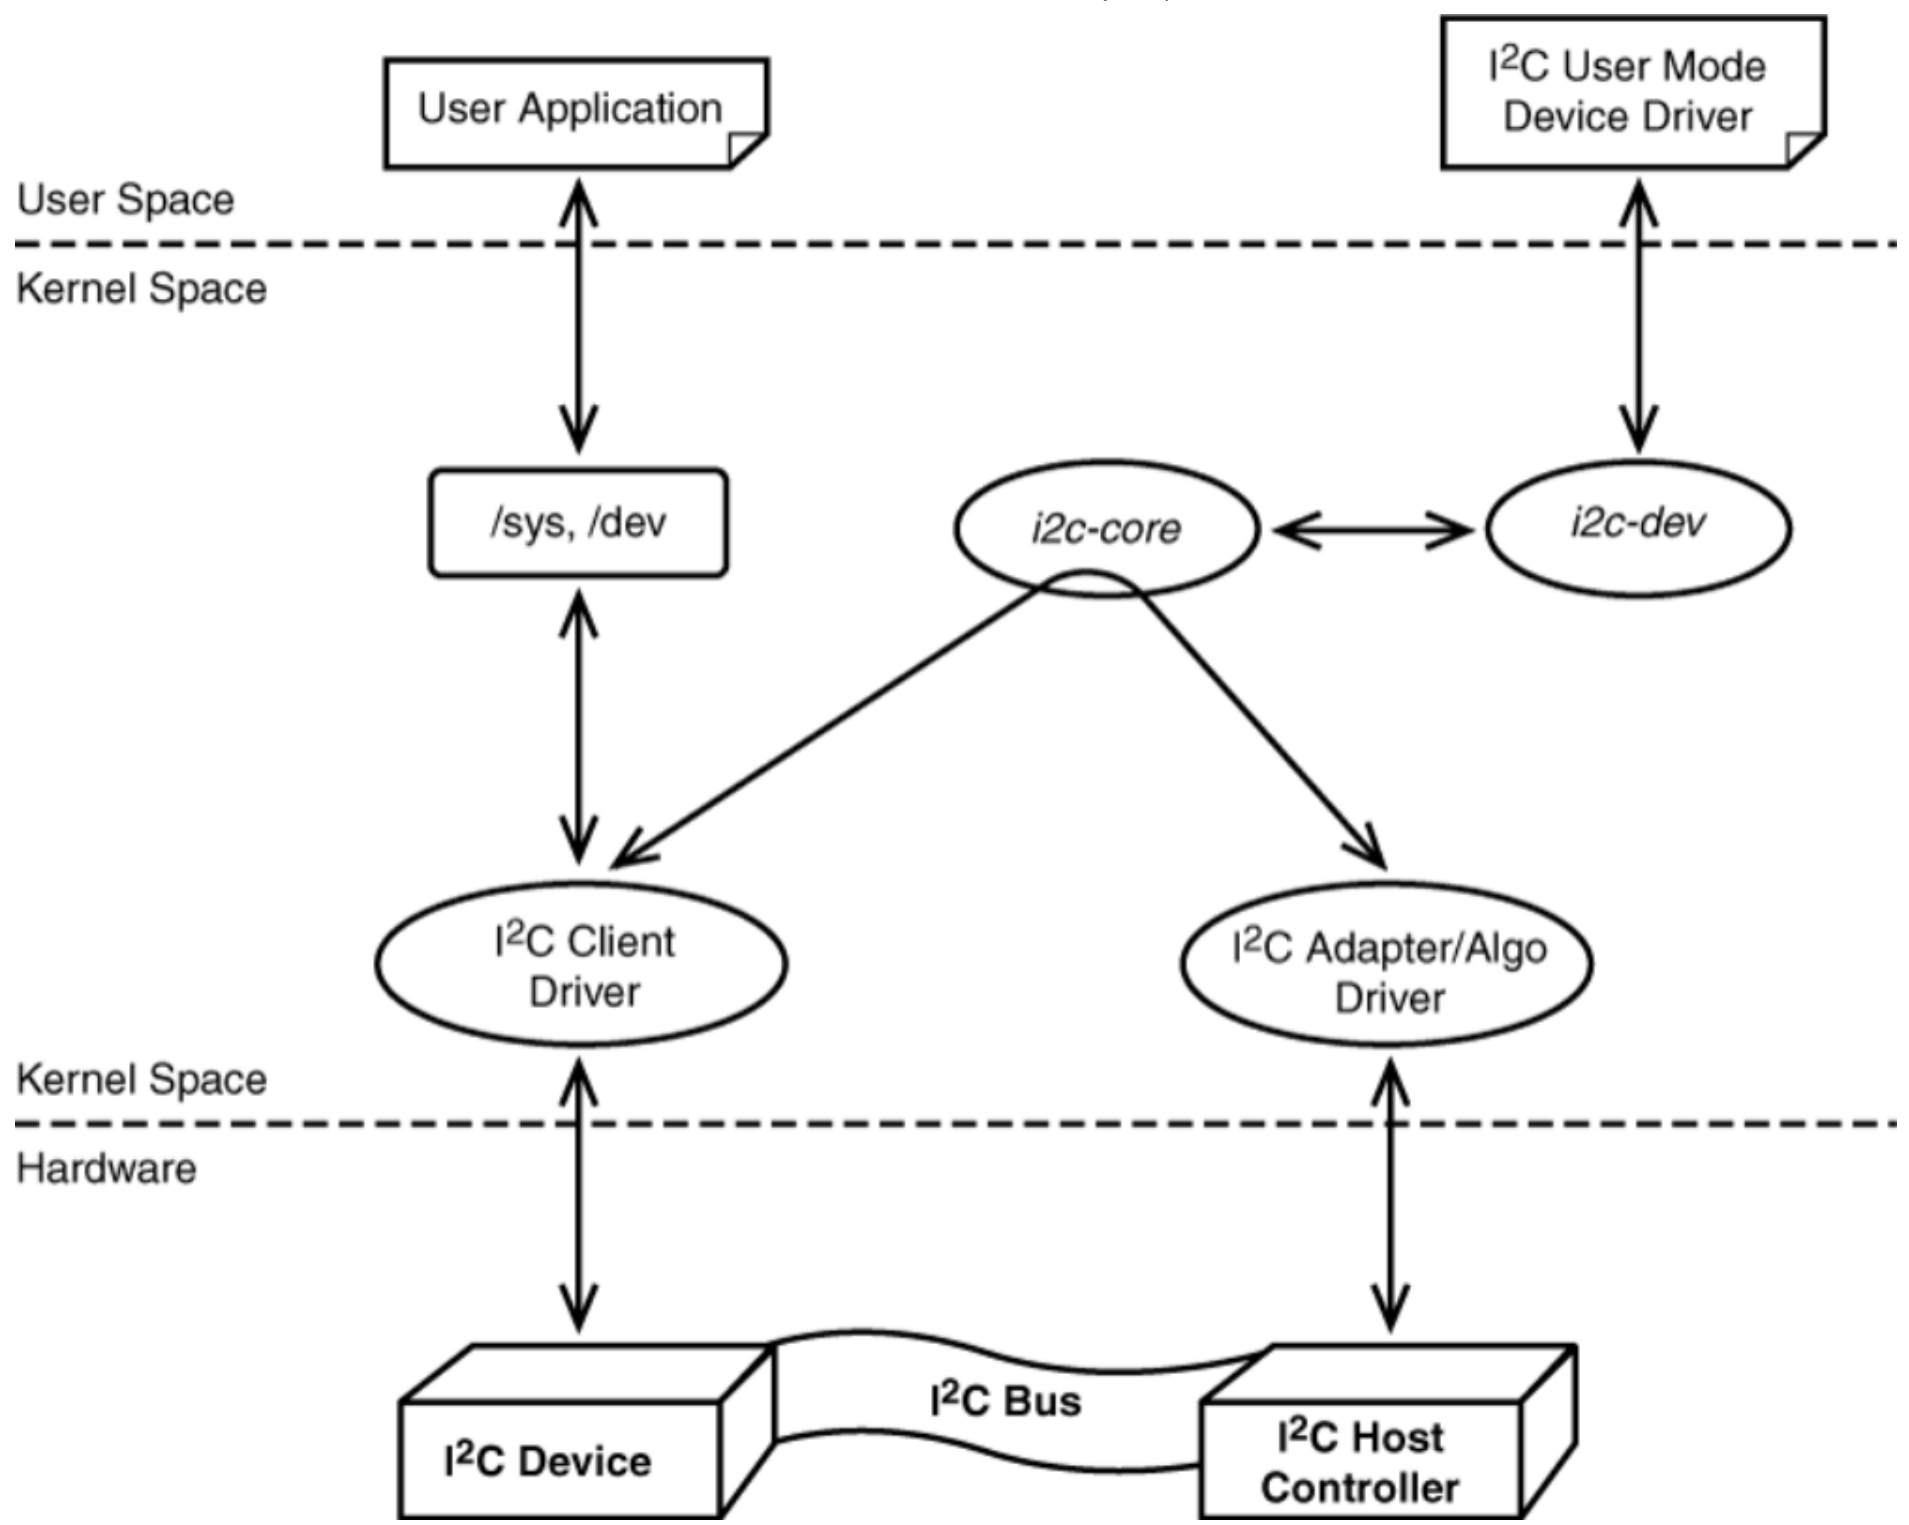 User Application
I²C User Mode
Device Driver
User Space
Kernel Space
/sys, /dev
i2c-core
i2c-dev
I²C Client
Driver
I²C Adapter/Algo
Driver
Kernel Space
Hardware
I²C Bus
I²C Device
I²C Host
Controller